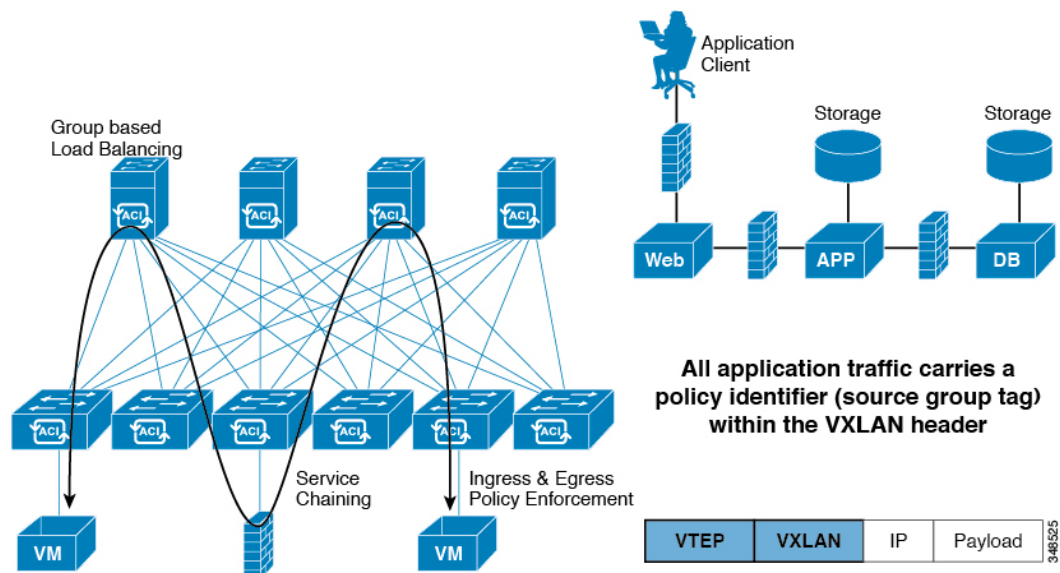 Group based
Load Balancing
ACI
ACI
ACI
ACI
ACI
ACI
ACI
ACI
ACI
ACI
Service
Chaining
Ingress & Egress
Policy Enforcement
VM
VM
Application
Client
Storage
Storage
Web
APP
DB
All application traffic carries a
policy identifier (source group tag)
within the VXLAN header
VTEP
VXLAN
IP
Payload
348525